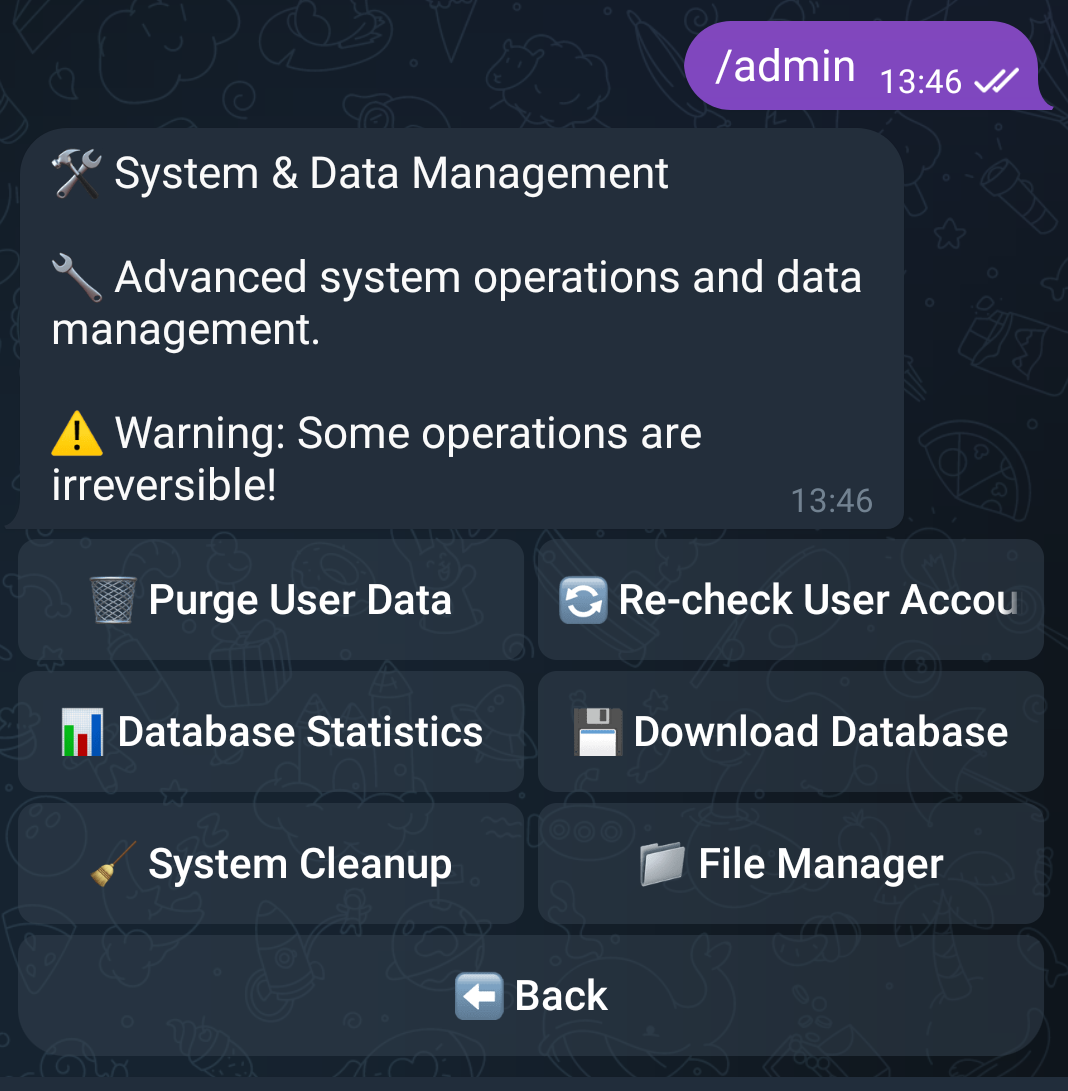 /admin 13:46
🛠 System & Data Management
🔧 Advanced system operations and data
management.
⚠️ Warning: Some operations are
irreversible!
13:46
🗑 Purge User Data
🔄 Re-check User Accou
📊 Database Statistics
💾 Download Database
🧹 System Cleanup
📁 File Manager
⬅️ Back